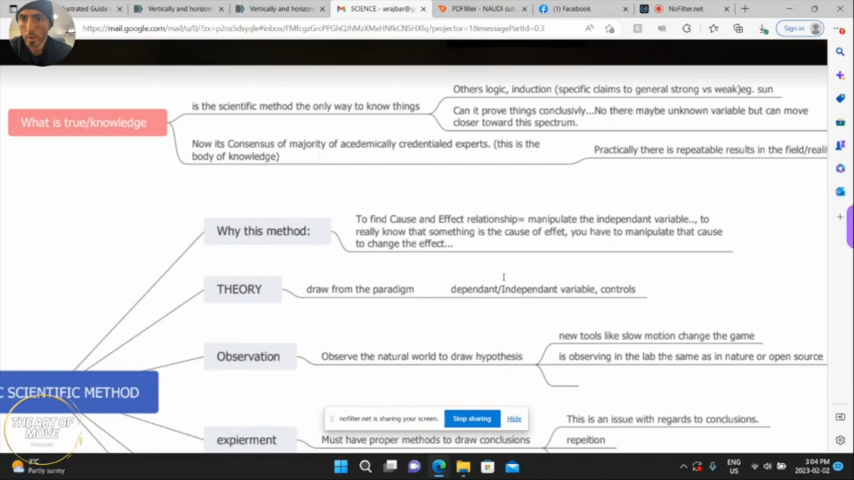 ustrated Guide
Vertically and horizon
Vertically and horizon
SCIENCE - wrajbar@g
PDFfiller - NAUDI cub
(1) Facebook
NoFilter.net
https://mail.google.com/mail/u/0/?zx=p2ns5dsyqle#inbox/FMfcgzGrcPPGhQJhMzXMxHNfkCNSHXfq?projector=1&messagePartId=0.3
Sign in
Others logic, induction (specific claims to general strong vs weak)eg. sun
is the scientific method the only way to know things
What is true/knowledge
Can it prove things conclusivly...No there maybe unknown variable but can move
closer toward this spectrum.
Now its Consensus of majority of acedemically credentialed experts. (this is the
body of knowledge)
Practically there is repeatable results in the field/reali
Why this method:
To find Cause and Effect relationship= manipulate the independant variable.., to
really know that something is the cause of effet, you have to manipulate that cause
to change the effect...
THEORY
draw from the paradigm
dependant/Independant variable, controls
Observation
Observe the natural world to draw hypothesis
new tools like slow motion change the game
is observing in the lab the same as in nature or open source
C SCIENTIFIC METHOD
expierment
Must have proper methods to draw conclusions
This is an issue with regards to conclusions.
repeition
nofilter.net is sharing your screen.
Stop sharing
Hide
THE ART OF
MOVE
PODCAST
3°C
Partly sunny
ENG
US
3:04 PM
2023-02-02